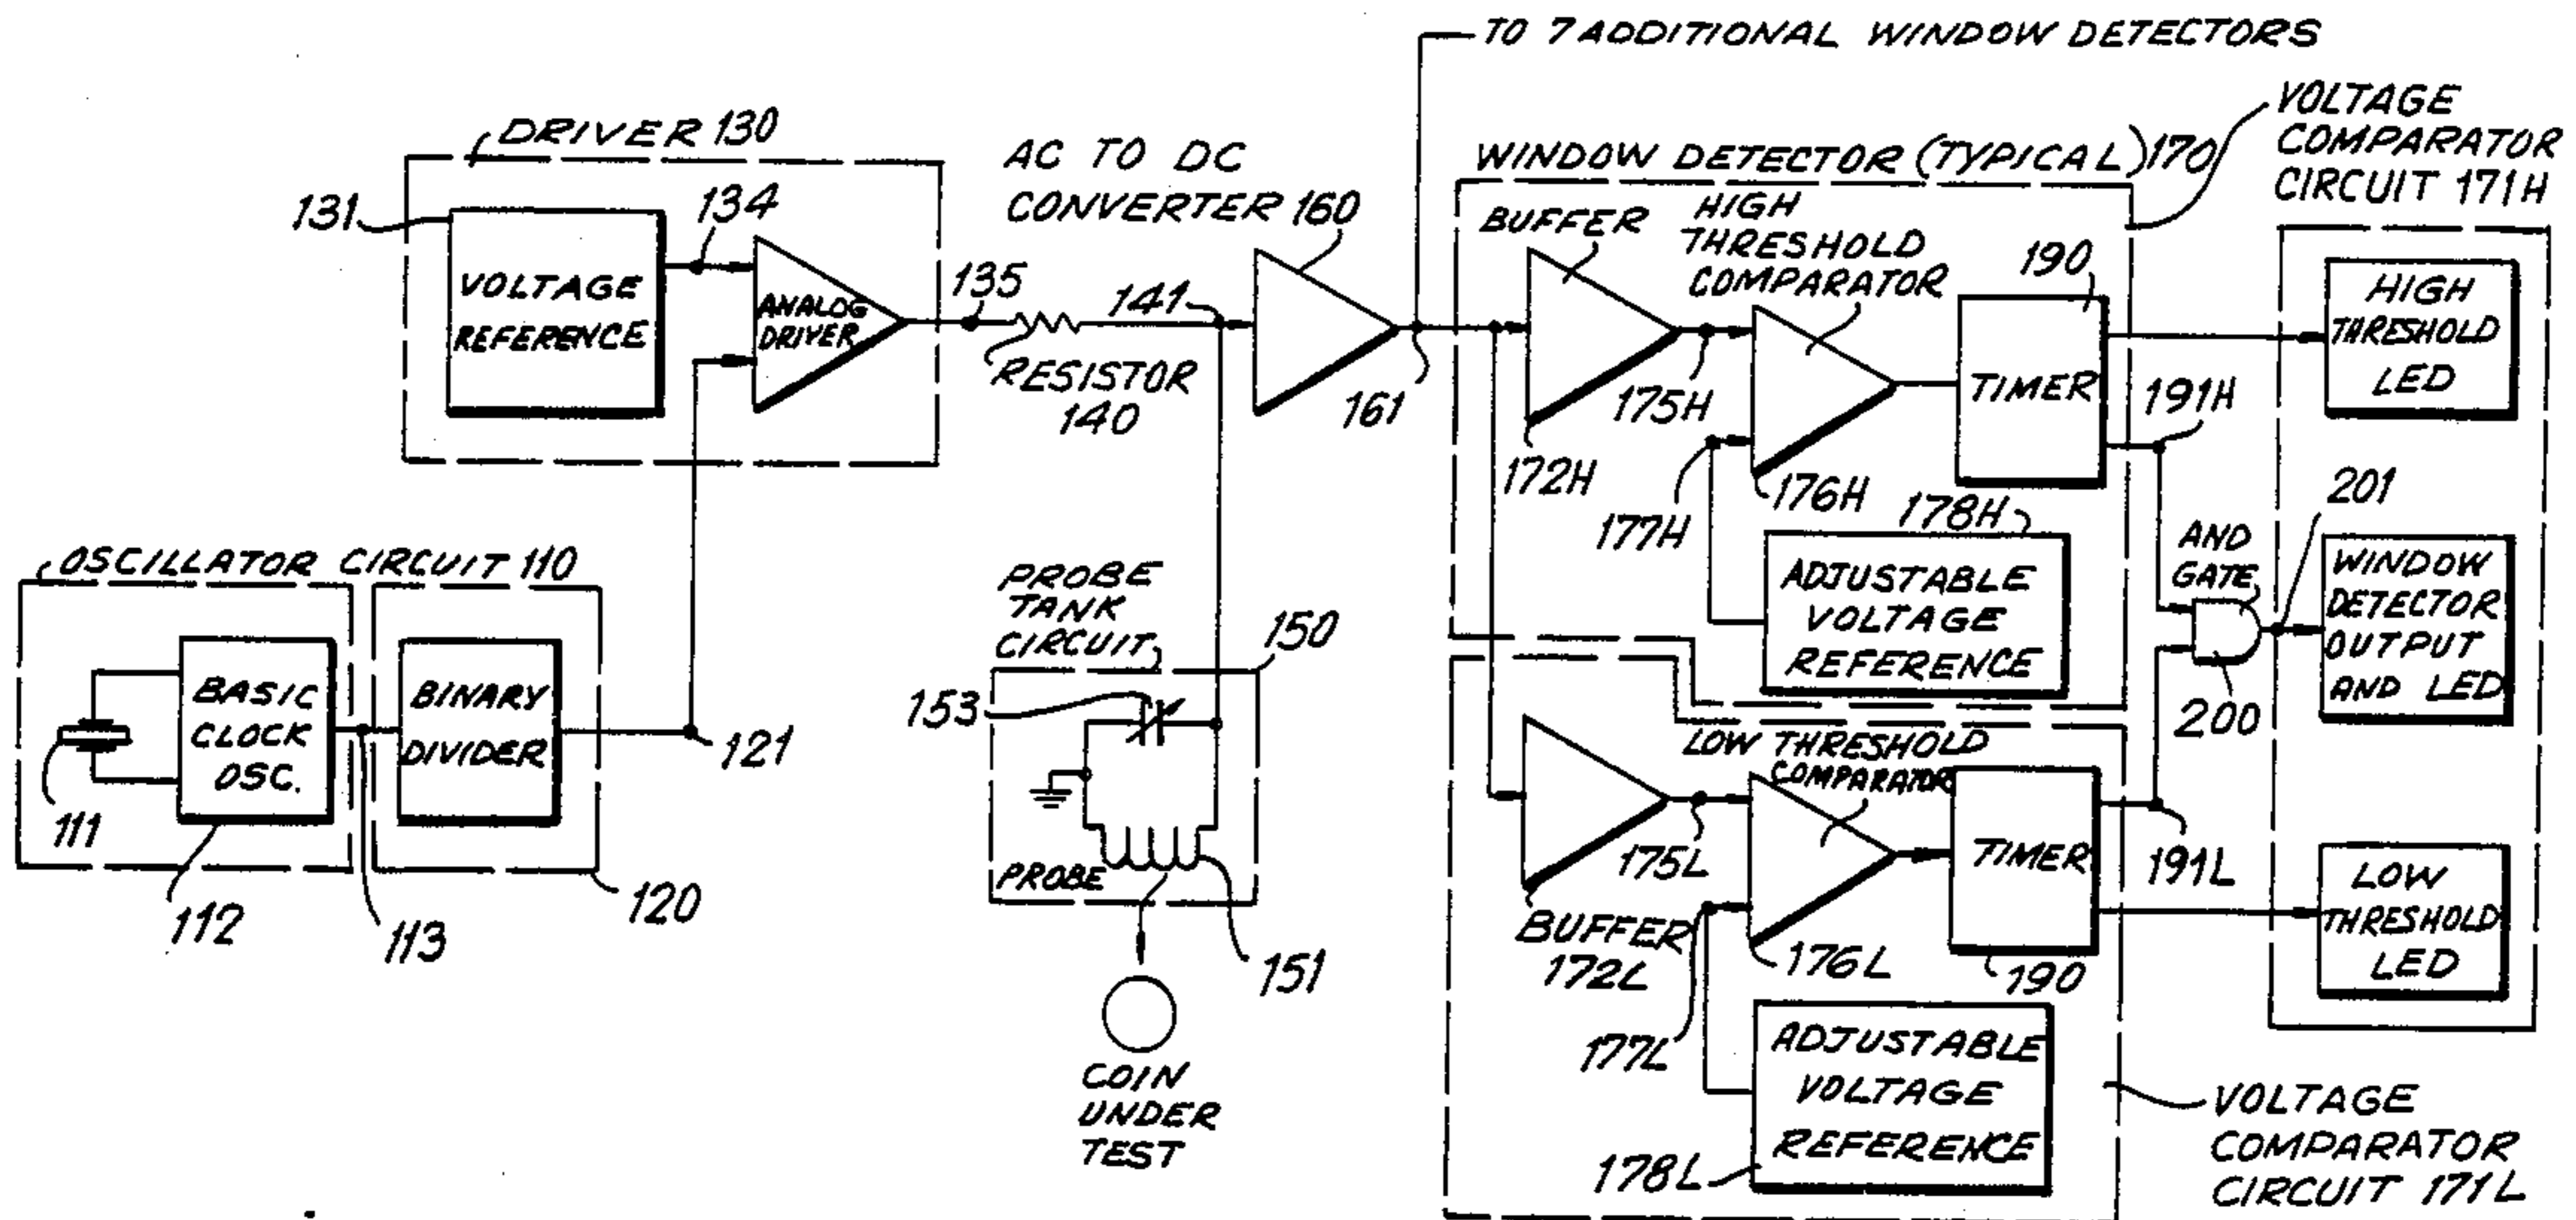 TO 7 ADDITIONAL WINDOW DETECTORS
VOLTAGE
COMPARATOR
CIRCUIT 171H
DRIVER 130
131
VOLTAGE
REFERENCE
134
ANALOG
DRIVER
135
RESISTOR
140
AC TO DC
CONVERTER 160
141
161
WINDOW DETECTOR (TYPICAL) 170
BUFFER
172H
175H
HIGH
THRESHOLD
COMPARATOR
176H
177H
190
TIMER
191H
178H
ADJUSTABLE
VOLTAGE
REFERENCE
HIGH
THRESHOLD
LED
AND
GATE
200
201
WINDOW
DETECTOR
OUTPUT
AND LED
OSCILLATOR CIRCUIT 110
111
BASIC
CLOCK
OSC.
112
113
BINARY
DIVIDER
120
121
PROBE
TANK
CIRCUIT
150
153
PROBE
151
COIN
UNDER
TEST
LOW THRESHOLD
COMPARATOR
BUFFER
172L
175L
176L
177L
TIMER
190
191L
178L
ADJUSTABLE
VOLTAGE
REFERENCE
LOW
THRESHOLD
LED
VOLTAGE
COMPARATOR
CIRCUIT 171L